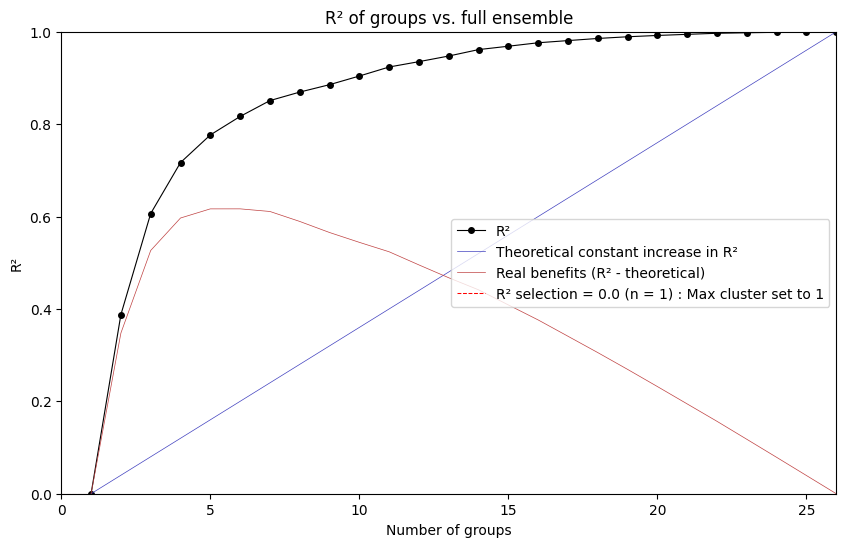 R² of groups vs. full ensemble
1.0
0.8
0.6
0.4
0.2
0.0
R²
R²
Theoretical constant increase in R²
Real benefits (R² - theoretical)
R² selection = 0.0 (n = 1) : Max cluster set to 1
0 5 10 15 20 25
Number of groups